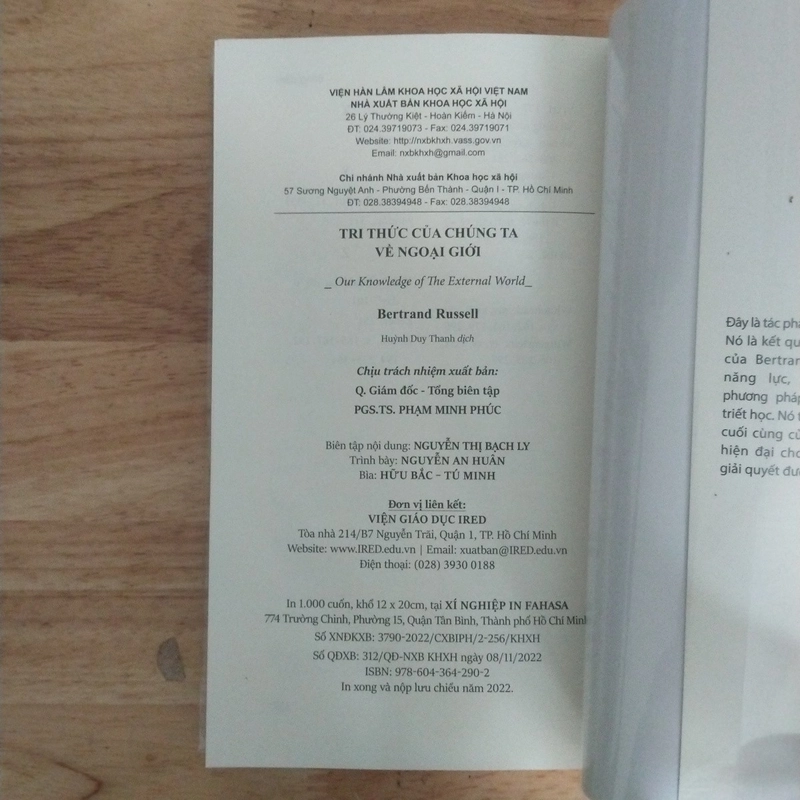 VIỆN HÀN LÂM KHOA HỌC XÃ HỘI VIỆT NAM
NHÀ XUẤT BẢN KHOA HỌC XÃ HỘI
26 Lý Thường Kiệt - Hoàn Kiếm - Hà Nội
ĐT: 024.39719073 - Fax: 024.39719071
Website: http://nxbkhxh.vass.gov.vn
Email: nxbkhxh@gmail.com
Chi nhánh Nhà xuất bản Khoa học xã hội
57 Sương Nguyệt Anh - Phường Bến Thành - Quận I - TP. Hồ Chí Minh
ĐT: 028.38394948 - Fax: 028.38394948
TRI THỨC CỦA CHÚNG TA
VỀ NGOẠI GIỚI
_ Our Knowledge of The External World_
Bertrand Russell
Huỳnh Duy Thanh dịch
Chịu trách nhiệm xuất bản:
Q. Giám đốc - Tổng biên tập
PGS.TS. PHẠM MINH PHÚC
Biên tập nội dung: NGUYỄN THỊ BẠCH LY
Trình bày: NGUYỄN AN HUÂN
Bìa: HỮU BẮC – TÚ MINH
Đơn vị liên kết:
VIỆN GIÁO DỤC IRED
Tòa nhà 214/B7 Nguyễn Trãi, Quận 1, TP. Hồ Chí Minh
Website: www.IRED.edu.vn | Email: xuatban@IRED.edu.vn
Điện thoại: (028) 3930 0188
In 1.000 cuốn, khổ 12 x 20cm, tại XÍ NGHIỆP IN FAHASA
774 Trường Chinh, Phường 15, Quận Tân Bình, Thành phố Hồ Chí Minh
Số XNĐKXB: 3790-2022/CXBIPH/2-256/KHXH
Số QĐXB: 312/QĐ-NXB KHXH ngày 08/11/2022
ISBN: 978-604-364-290-2
In xong và nộp lưu chiểu năm 2022.
Đây là tác
Nó là kết
của
năng lực,
phương pháp
triết học. Nó
cuối cùng
hiện đại
giải quyết